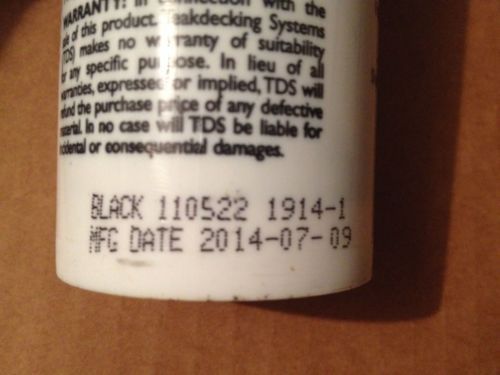 WARRANTY: In connection with the
sale of this product. Teakdecking Systems
(TDS) makes no warranty of suitability
for any specific purpose. In lieu of all
warranties, expressed or implied, TDS will
refund the purchase price of any defective
material. In no case will TDS be liable for
incidental or consequential damages.
BLACK 110522 1914-1
MFG DATE 2014-07-09